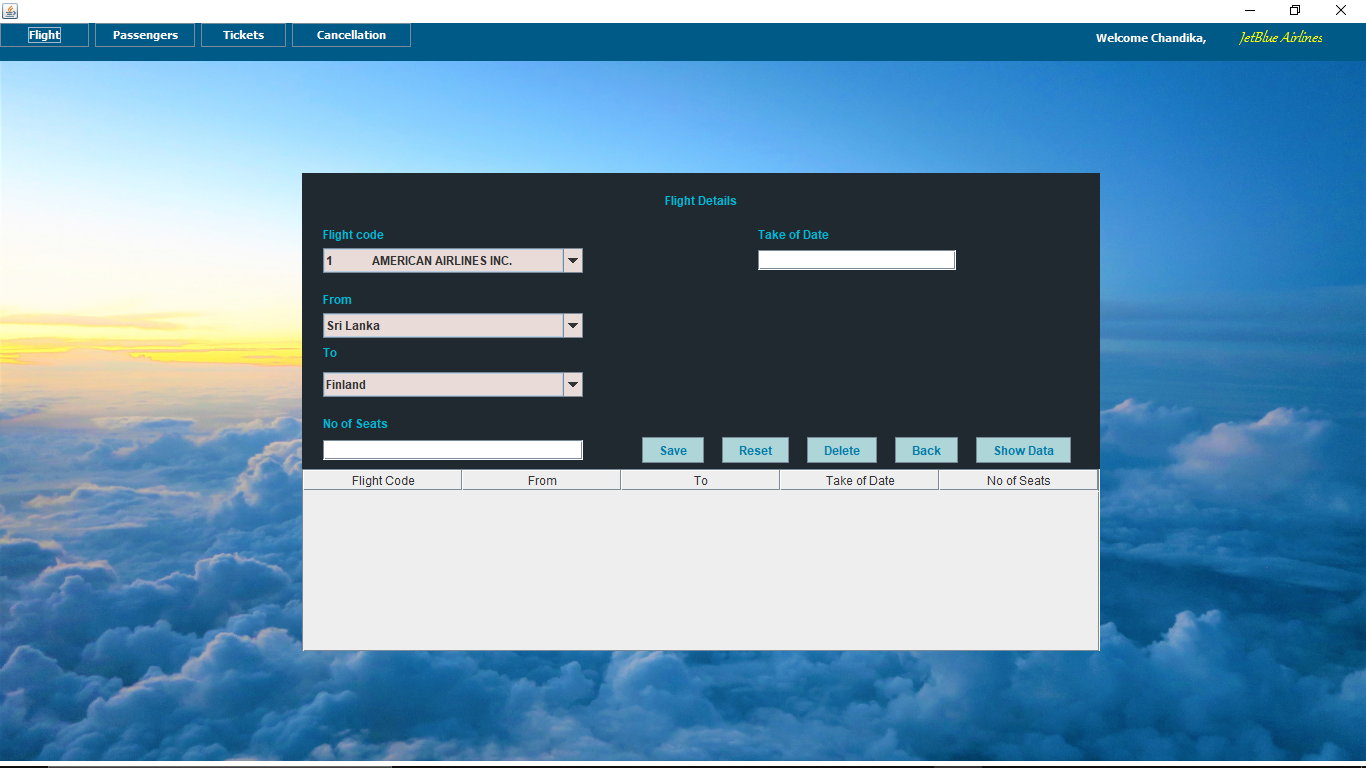 Flight Passengers Tickets Cancellation Welcome Chandika, JetBlue Airlines
Flight Details
Flight code Take of Date
1 AMERICAN AIRLINES INC.
From
Sri Lanka
To
Finland
No of Seats
Save Reset Delete Back Show Data
Flight Code From To Take of Date No of Seats